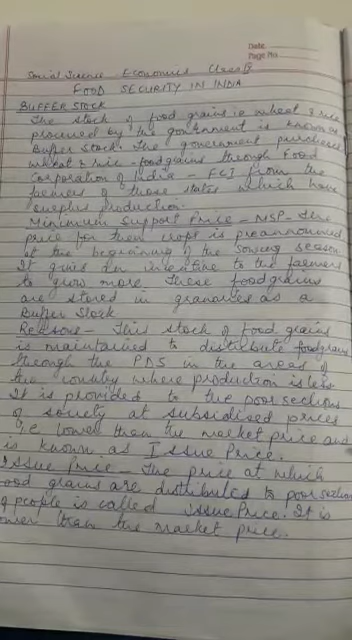 Date
Page No.
Social Science - Economics Class IX
FOOD SECURITY IN INDIA
BUFFER STOCK
The stock of food grains ie wheat & rice
procured by the government is known as
Buffer Stock. The government purchases
wheat & rice - foodgrains through Food
Corporation of India - FCI from the
farmers of those states which have
surplus production.
Minimum Support Price - MSP - The
price for their crops is preannounced
at the beginning of the sowing season
It gives an incentive to the farmers
to grow more. These foodgrains
are stored in granaries as a
Buffer Stock
Reasons - This stock of food grains
is maintained to distribute foodgrains
through the PDS in the areas of
the country where production is less.
It is provided to the poor sections
of society at subsidised prices
i.e lower than the market price and
is known as Issue Price.
Issue Price - The price at which
food grains are distributed to poor section
of people is called Issue Price. It is
lower than the market price.